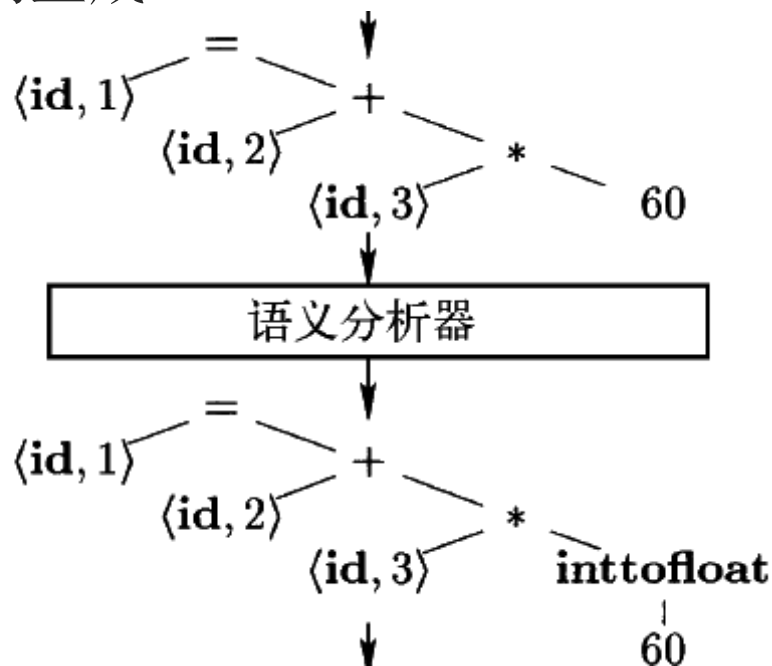 =
⟨id, 1⟩
+
⟨id, 2⟩
*
⟨id, 3⟩ 60
语义分析器
=
⟨id, 1⟩
+
⟨id, 2⟩
*
⟨id, 3⟩ inttofloat
60